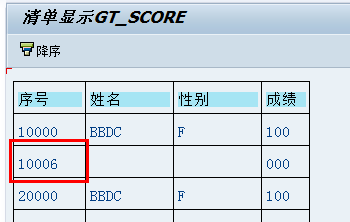 清单显示GT_SCORE
降序
序号 姓名 性别 成绩
10000 BBDC F 100
10006 000
20000 BBDC F 100